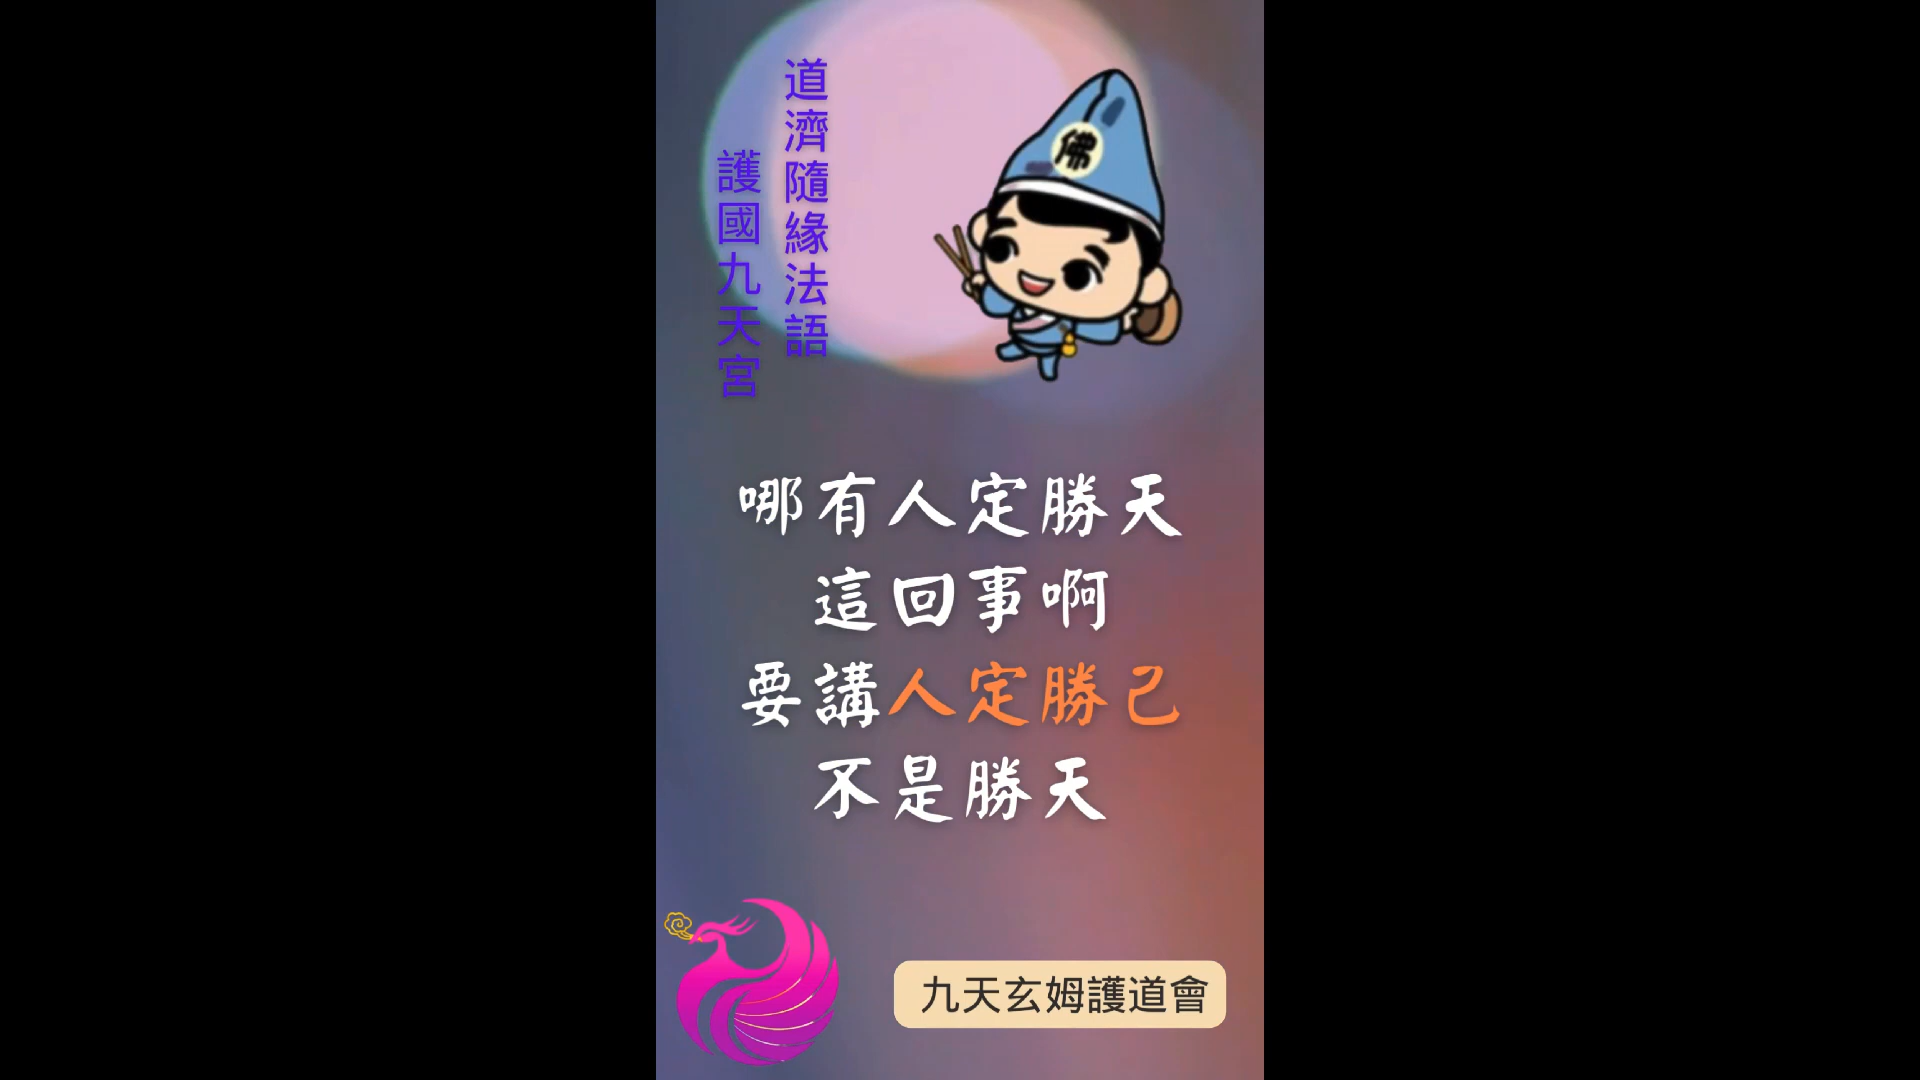 道濟隨緣法語
護國九天宮
佛
哪有人定勝天
這回事啊
要講人定勝己
不是勝天
九天玄姆護道會